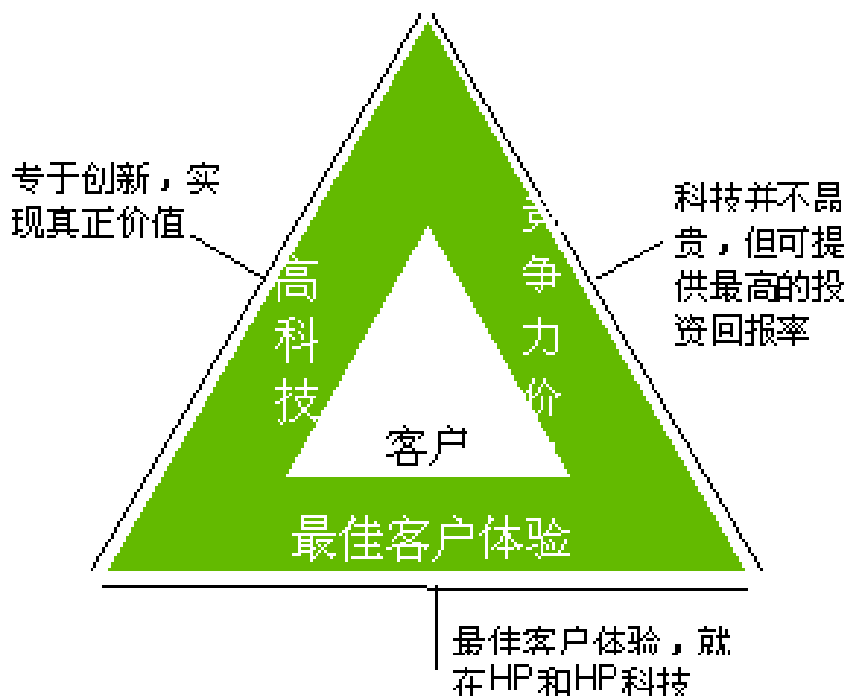 专于创新，实
现真正价值
科技并不昂
贵，但可提
供最高的投
资回报率
高
科
技
竞
争
力
价
客户
最佳客户体验
最佳客户体验，就
在HP和HP科技